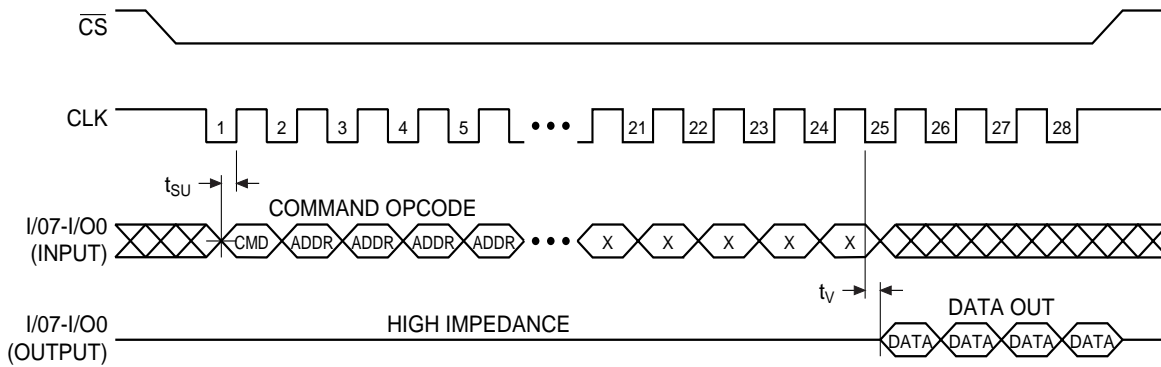 CS
CLK
1 2 3 4 5 ••• 21 22 23 24 25 26 27 28
tSU
COMMAND OPCODE
I/07-I/O0
(INPUT)
CMD ADDR ADDR ADDR ADDR ••• X X X X X
tV
DATA OUT
I/07-I/O0
(OUTPUT)
HIGH IMPEDANCE
DATA DATA DATA DATA